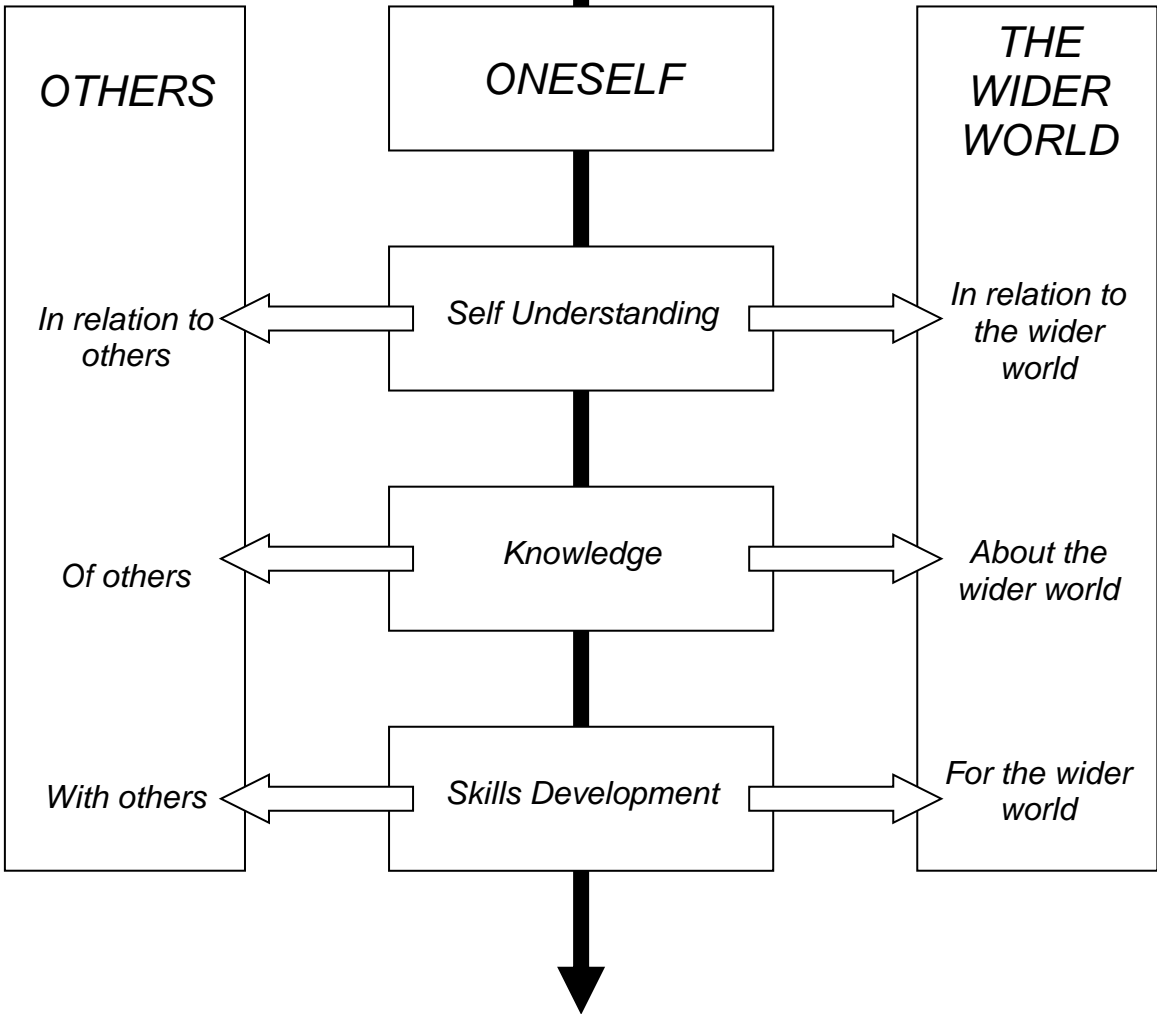 OTHERS
ONESELF
THE
WIDER
WORLD
In relation to
others
Self Understanding
In relation to
the wider
world
Of others
Knowledge
About the
wider world
With others
Skills Development
For the wider
world